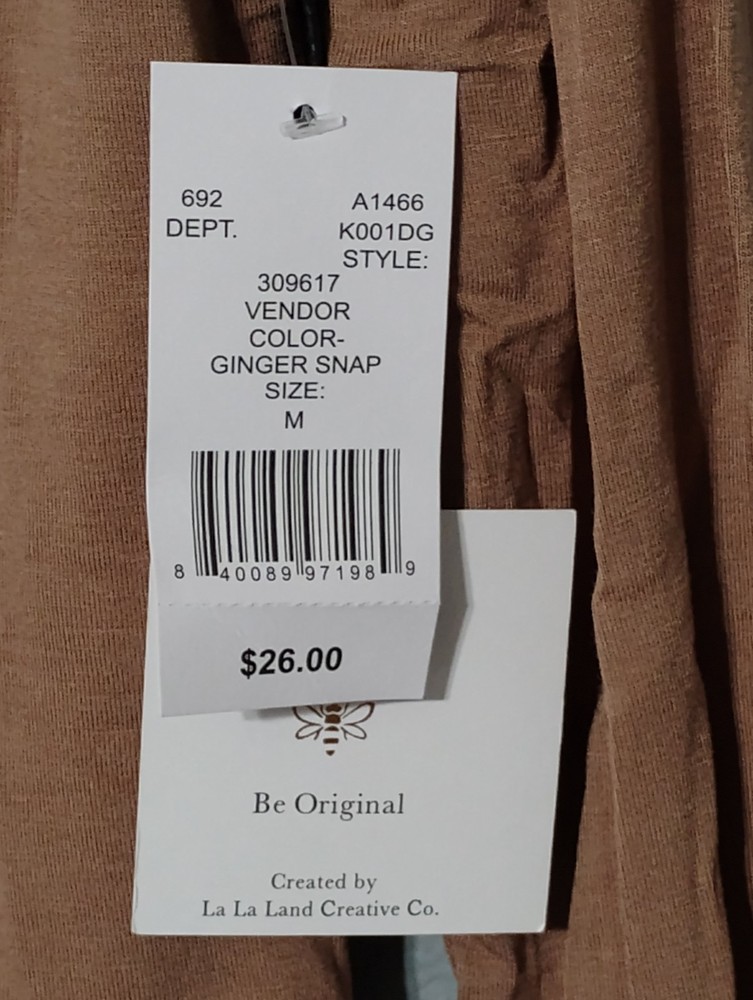 692 A1466
DEPT. K001DG
STYLE:
309617
VENDOR
COLOR-
GINGER SNAP
SIZE:
M
8 40089 97198 9
$26.00
Be Original
Created by
La La Land Creative Co.